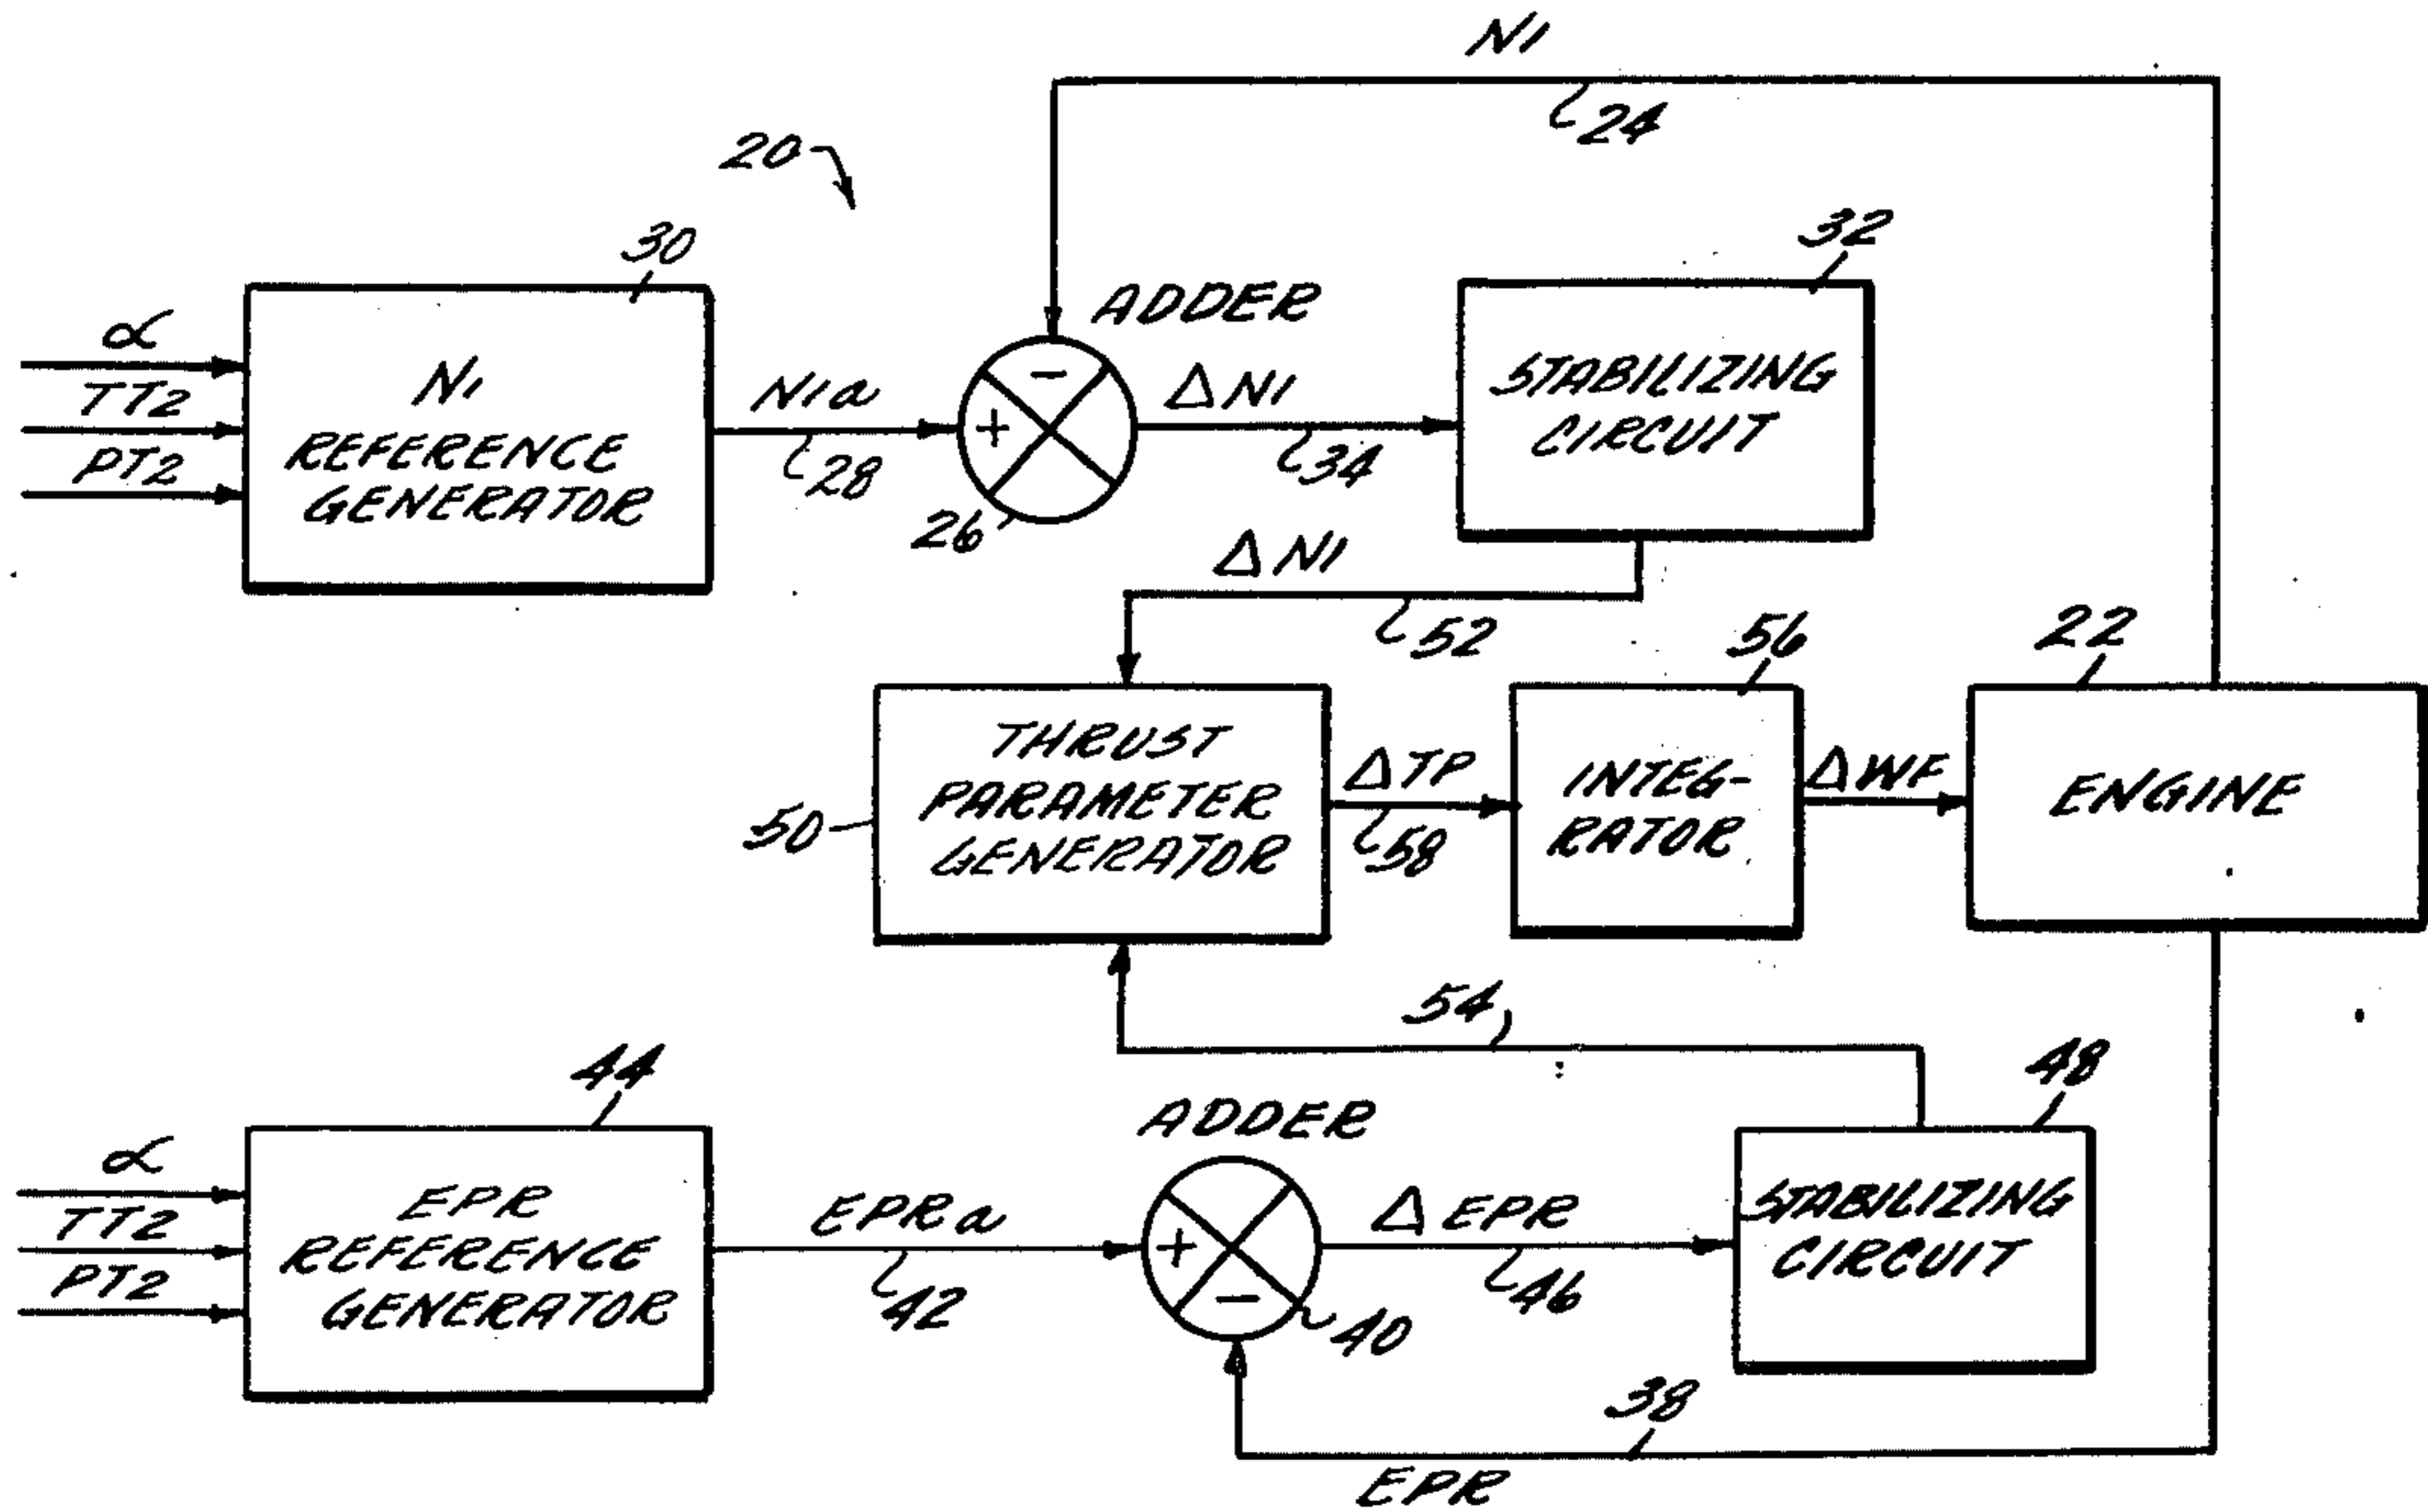 N1
24
20
30
32
ADDER
α
TT2
PT2
N1
REFERENCE
GENERATOR
N1a
28
-
+
26
ΔN1
34
STABILIZING
CIRCUIT
ΔN1
52
56
22
50
THRUST
PARAMETER
GENERATOR
ΔTP
58
INTEG-
RATOR
ΔWF
ENGINE
54
44
48
ADDER
α
TT2
PT2
EPR
REFERENCE
GENERATOR
EPRa
42
+
-
40
ΔEPR
46
STABILIZING
CIRCUIT
38
EPR